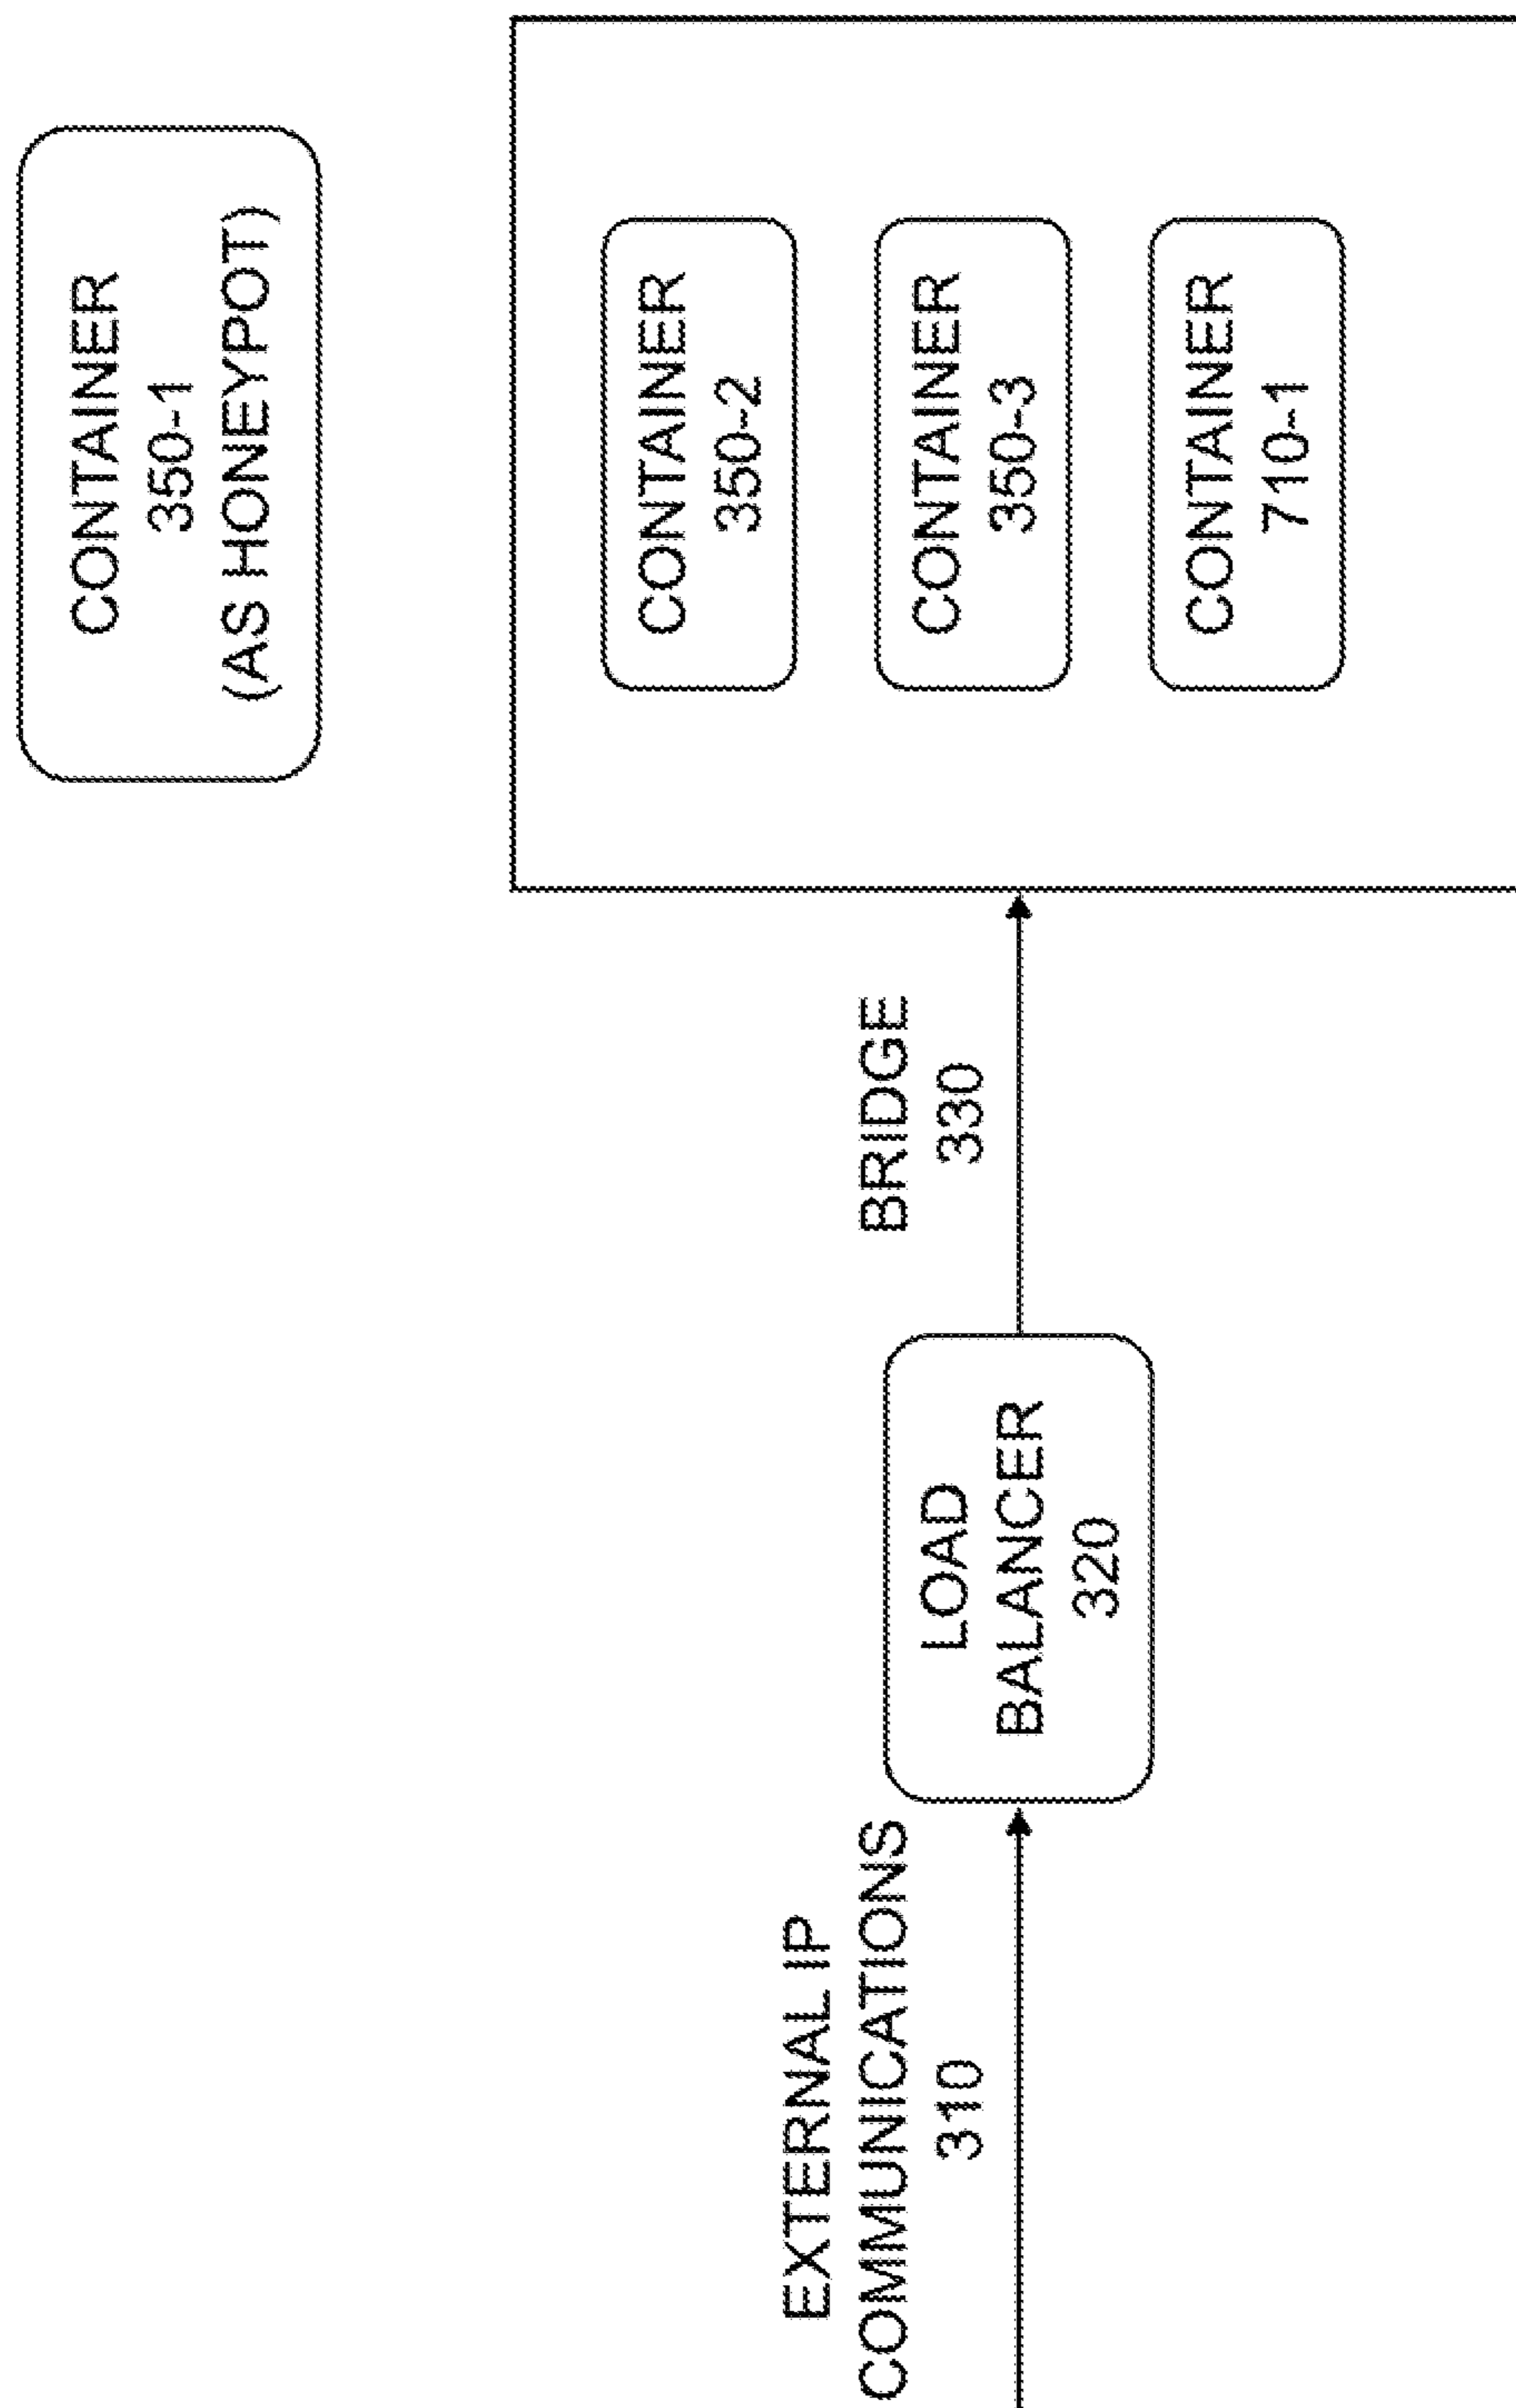 EXTERNAL IP
COMMUNICATIONS
310
LOAD
BALANCER
320
BRIDGE
330
CONTAINER
350-1
(AS HONEYPOT)
CONTAINER
350-2
CONTAINER
350-3
CONTAINER
710-1